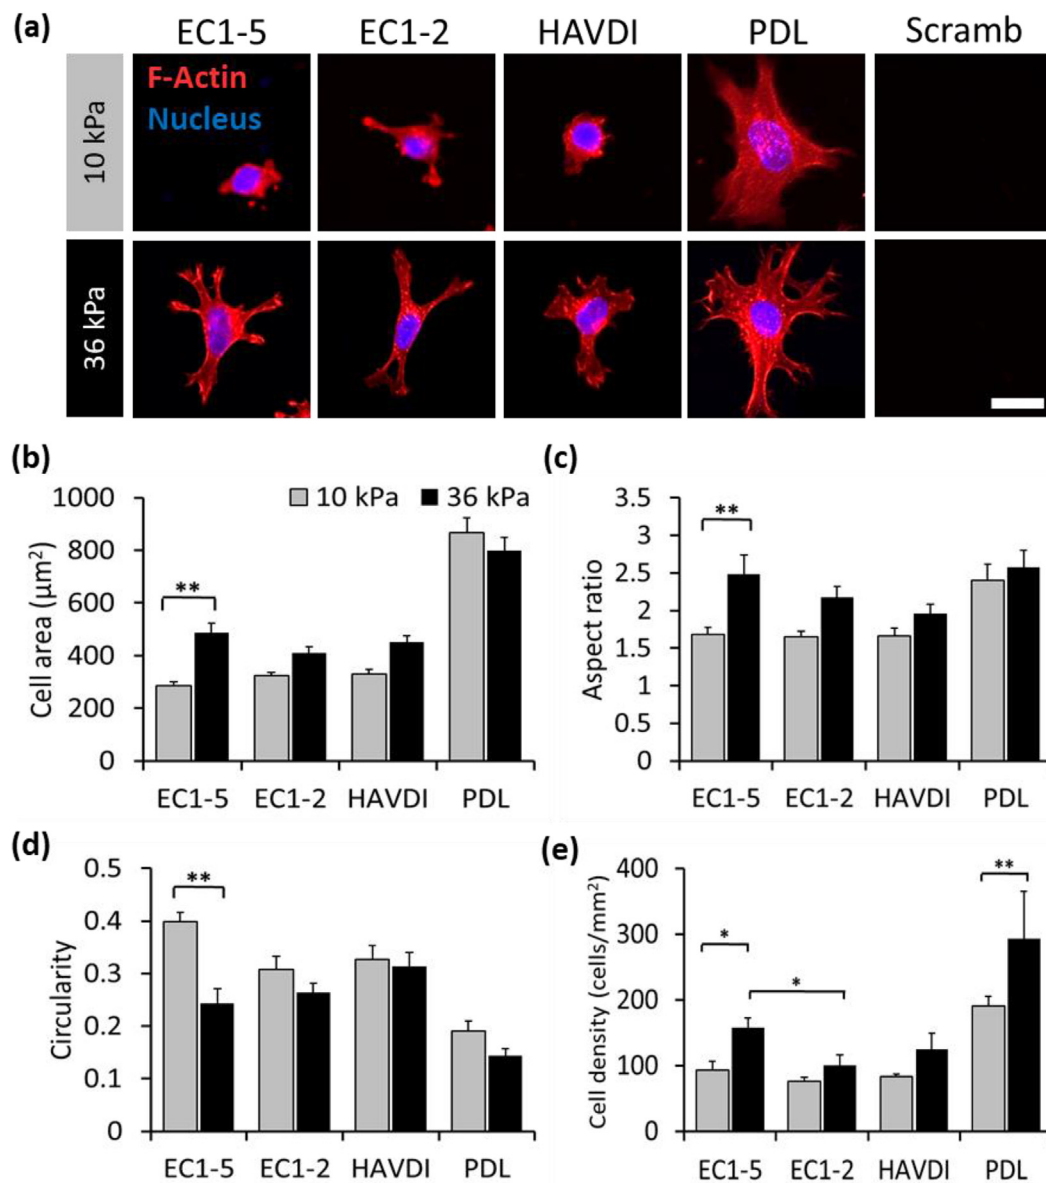 (a)
EC1-5 EC1-2 HAVDI PDL Scramb
10 kPa
F-Actin
Nucleus
36 kPa
(b)
Cell area (µm²)
1000
800
600
400
200
0
10 kPa 36 kPa
**
EC1-5 EC1-2 HAVDI PDL
(c)
Aspect ratio
3.5
3
2.5
2
1.5
1
0.5
0
**
EC1-5 EC1-2 HAVDI PDL
(d)
Circularity
0.5
0.4
0.3
0.2
0.1
0
**
EC1-5 EC1-2 HAVDI PDL
(e)
Cell density (cells/mm²)
400
300
200
100
0
*
*
**
EC1-5 EC1-2 HAVDI PDL